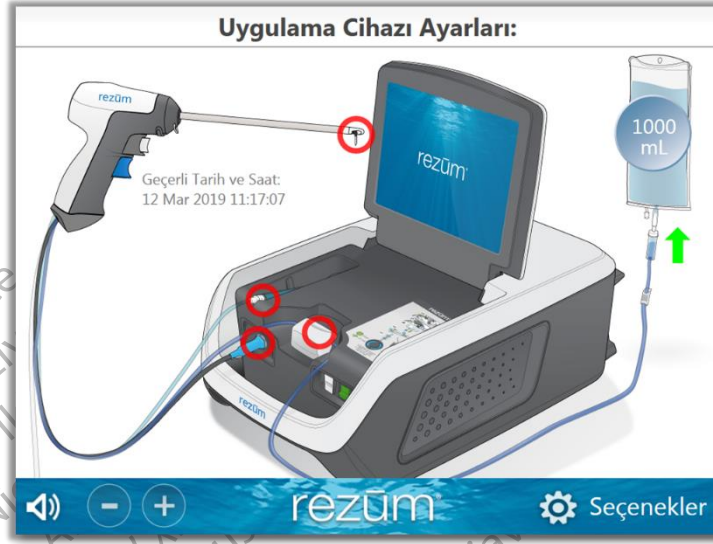 Uygulama Cihazı Ayarları:
rezūm
Geçerli Tarih ve Saat:
12 Mar 2019 11:17:07
rezūm
1000
mL
rezūm
rezūm
Seçenekler